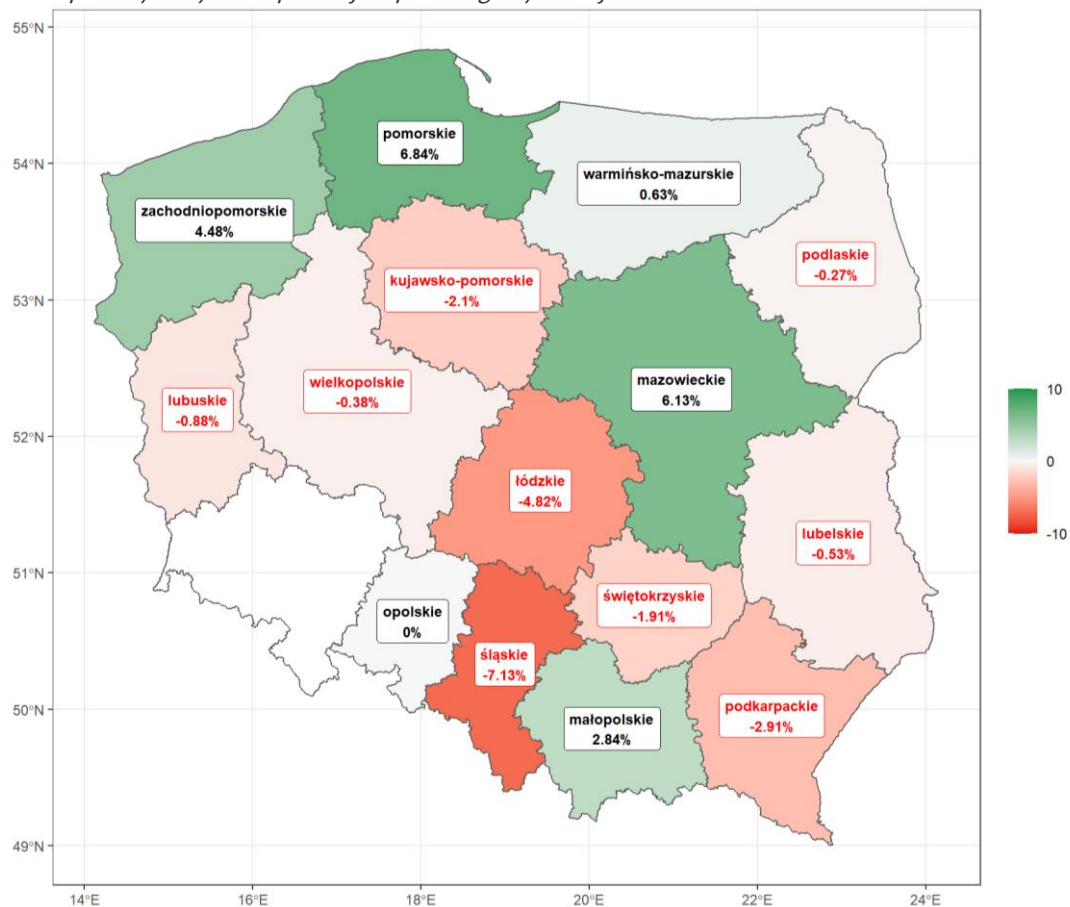 55°N
pomorskie
6.84%
54°N
warmińsko-mazurskie
0.63%
zachodniopomorskie
4.48%
podlaskie
-0.27%
kujawsko-pomorskie
-2.1%
53°N
mazowieckie
6.13%
wielkopolskie
-0.38%
lubuskie
-0.88%
10
52°N
0
łódzkie
-4.82%
lubelskie
-0.53%
-10
51°N
świętokrzyskie
-1.91%
opolskie
0%
śląskie
-7.13%
50°N
podkarpackie
-2.91%
małopolskie
2.84%
49°N
14°E
16°E
18°E
20°E
22°E
24°E